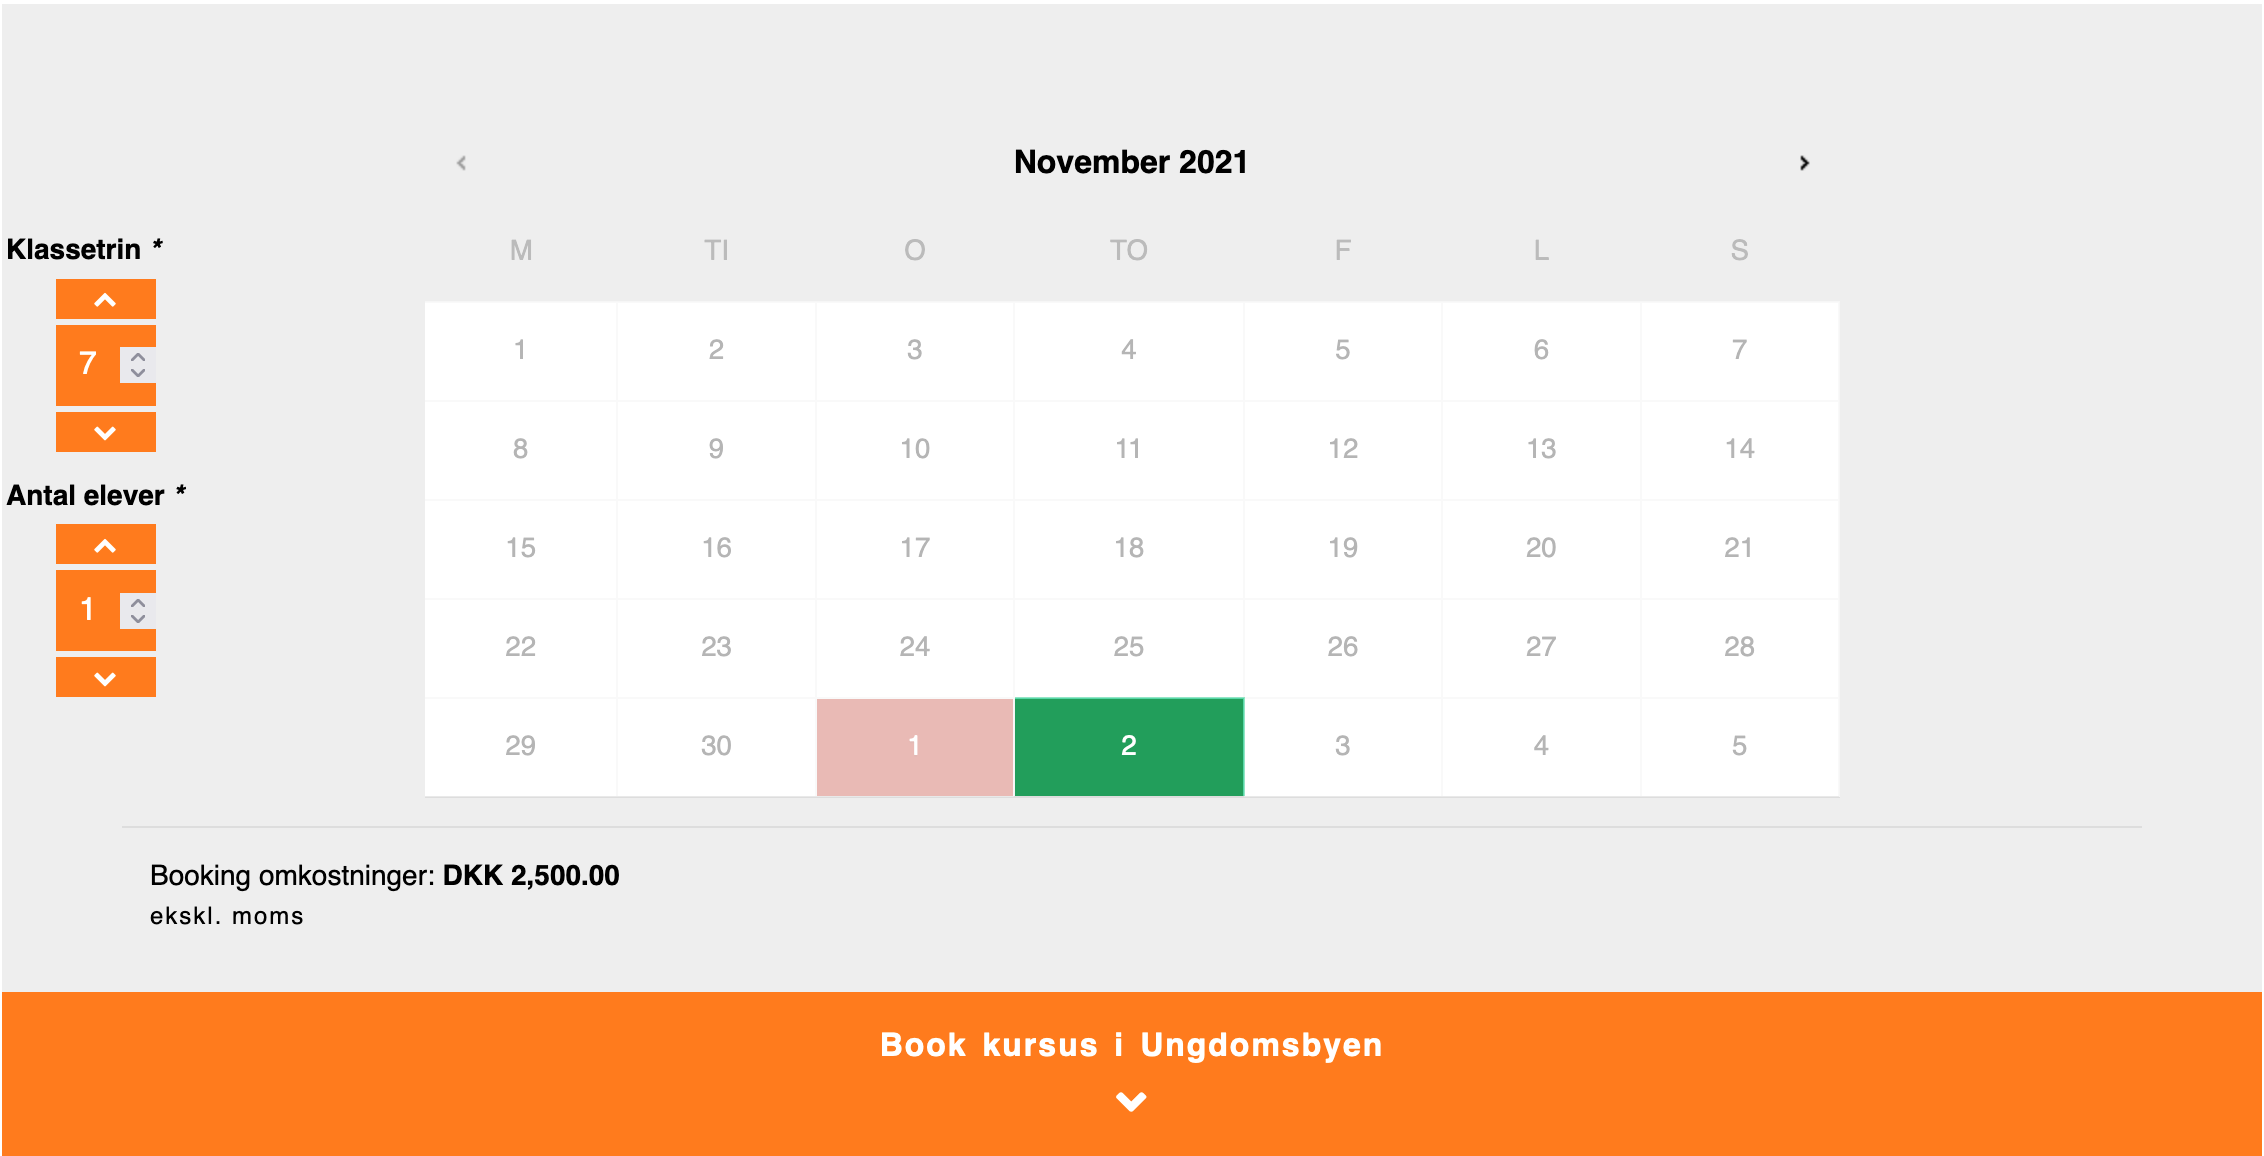 November 2021
Klassetrin *
7
Antal elever *
1
M TI O TO F L S
1 2 3 4 5 6 7
8 9 10 11 12 13 14
15 16 17 18 19 20 21
22 23 24 25 26 27 28
29 30 1 2 3 4 5
Booking omkostninger: DKK 2,500.00
ekskl. moms
Book kursus i Ungdomsbyen